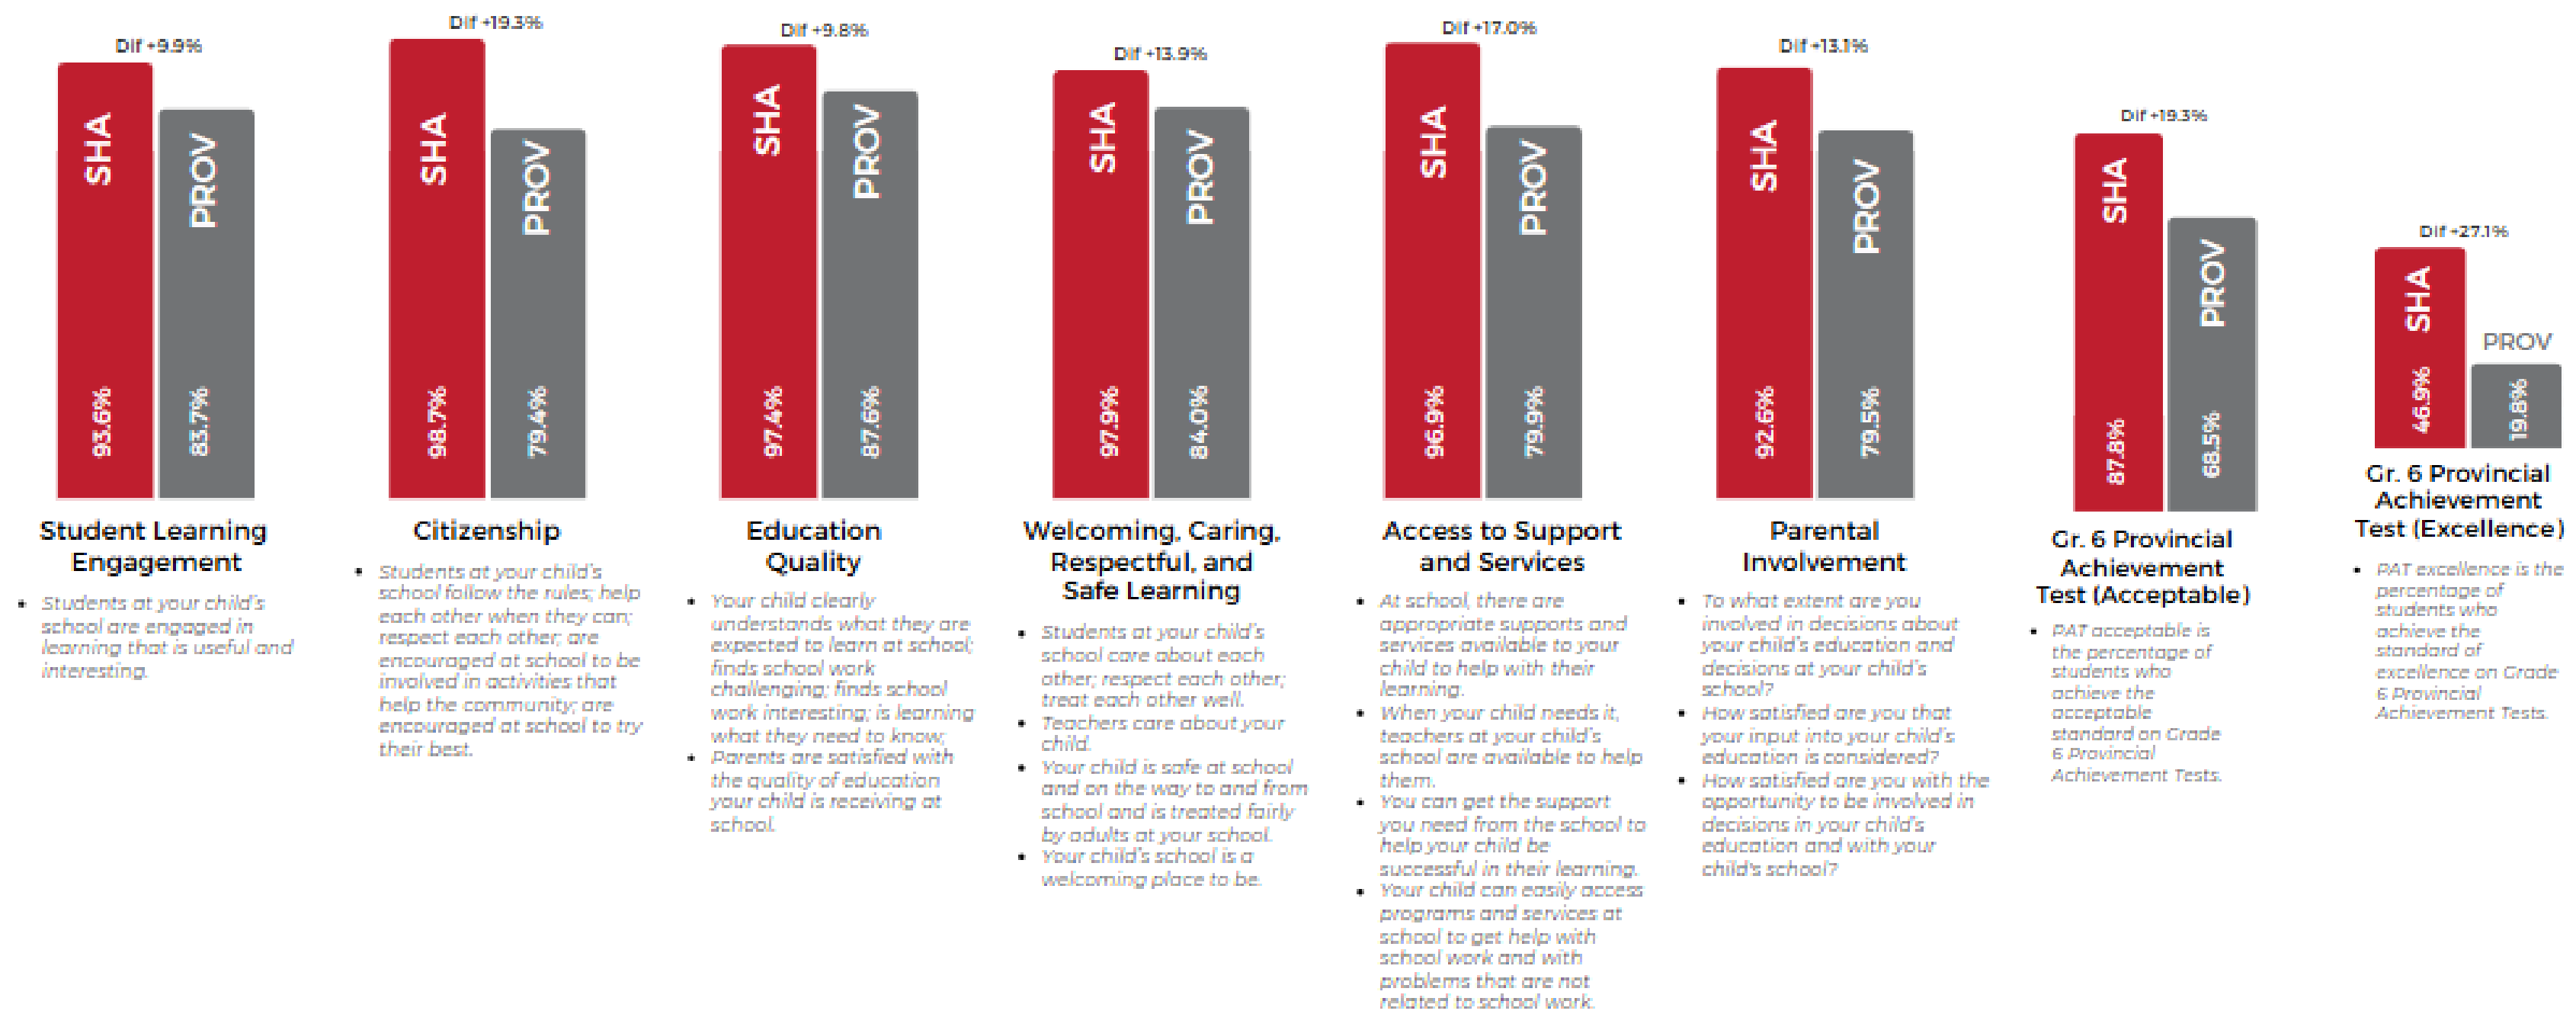 Dif +9.9%
SHA
PROV
93.6%
83.7%
Student Learning
Engagement
• Students at your child's
school are engaged in
learning that is useful and
interesting.
Dif +19.3%
SHA
PROV
98.7%
79.4%
Citizenship
• Students at your child's
school follow the rules; help
each other when they can;
respect each other; are
encouraged at school to be
involved in activities that
help the community; are
encouraged at school to try
their best.
Dif +9.8%
SHA
PROV
97.4%
87.6%
Education
Quality
• Your child clearly
understands what they are
expected to learn at school;
finds school work
challenging; finds school
work interesting; is learning
what they need to know;
• Parents are satisfied with
the quality of education
your child is receiving at
school.
Dif +13.9%
SHA
PROV
97.9%
84.0%
Welcoming, Caring,
Respectful, and
Safe Learning
• Students at your child's
school care about each
other; respect each other;
treat each other well.
• Teachers care about your
child.
• Your child is safe at school
and on the way to and from
school and is treated fairly
by adults at your school.
• Your child's school is a
welcoming place to be.
Dif +17.0%
SHA
PROV
96.9%
79.9%
Access to Support
and Services
• At school, there are
appropriate supports and
services available to your
child to help with their
learning.
• When your child needs it,
teachers at your child's
school are available to help
them.
• You can get the support
you need from the school to
help your child be
successful in their learning.
• Your child can easily access
programs and services at
school to get help with
school work and with
problems that are not
related to school work.
Dif +13.1%
SHA
PROV
92.6%
79.5%
Parental
Involvement
• To what extent are you
involved in decisions about
your child's education and
decisions at your child's
school?
• How satisfied are you that
your input into your child's
education is considered?
• How satisfied are you with the
opportunity to be involved in
decisions in your child's
education and with your
child's school?
Dif +19.3%
SHA
PROV
87.8%
68.5%
Gr. 6 Provincial
Achievement
Test (Acceptable)
• PAT acceptable is
the percentage of
students who
achieve the
acceptable
standard on Grade
6 Provincial
Achievement Tests.
Dif +27.1%
SHA
PROV
46.9%
19.8%
Gr. 6 Provincial
Achievement
Test (Excellence)
• PAT excellence is the
percentage of
students who
achieve the
standard of
excellence on Grade
6 Provincial
Achievement Tests.